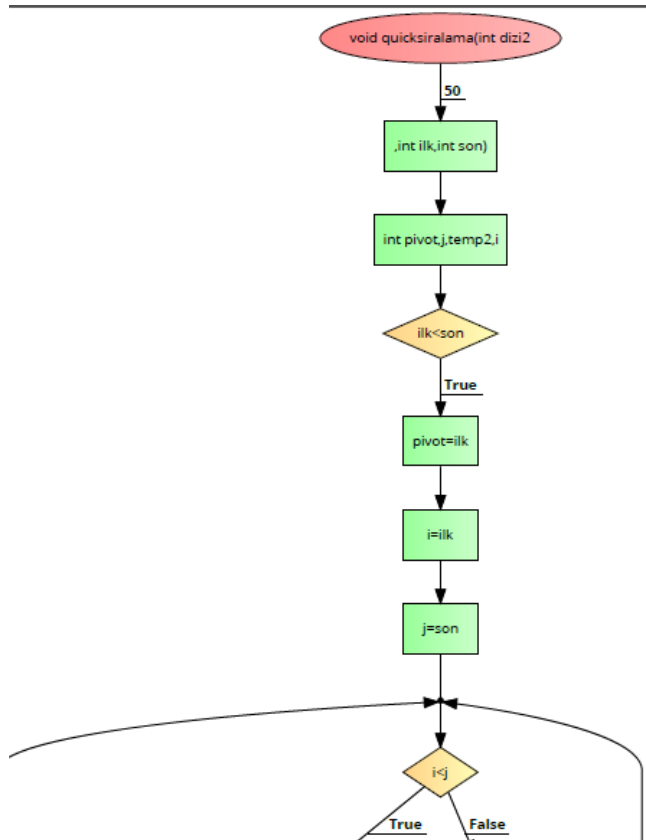 void quicksiralama(int dizi2
50
,int ilk,int son)
int pivot,j,temp2,i
ilk<son
True
pivot=ilk
i=ilk
j=son
i<j
True
False